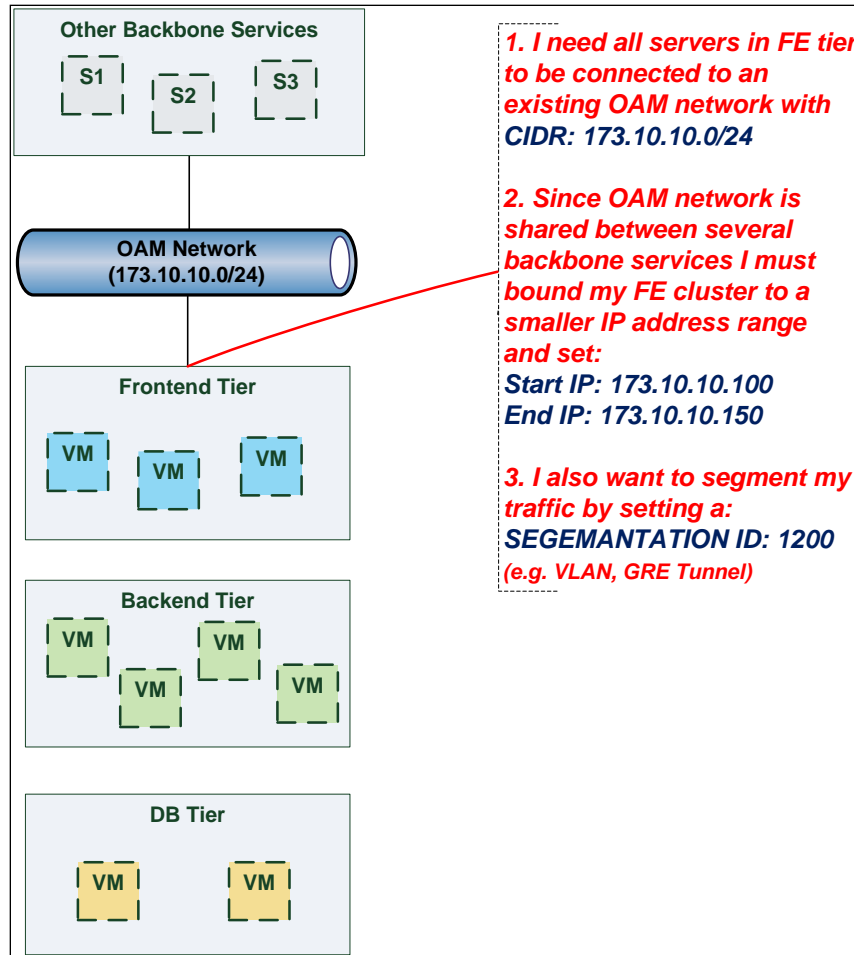 Other Backbone Services
S1
S2
S3
OAM Network
(173.10.10.0/24)
Frontend Tier
VM
VM
VM
Backend Tier
VM
VM
VM
VM
DB Tier
VM
VM
1. I need all servers in FE tier
to be connected to an
existing OAM network with
CIDR: 173.10.10.0/24
2. Since OAM network is
shared between several
backbone services I must
bound my FE cluster to a
smaller IP address range
and set:
Start IP: 173.10.10.100
End IP: 173.10.10.150
3. I also want to segment my
traffic by setting a:
SEGEMANTATION ID: 1200
(e.g. VLAN, GRE Tunnel)